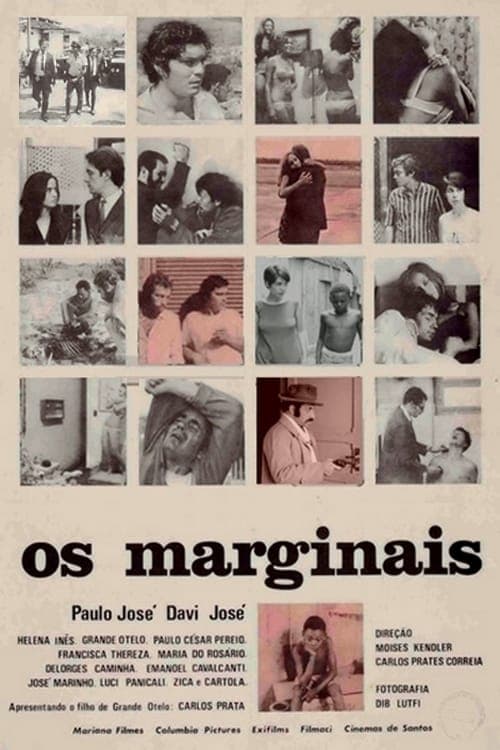 os marginais
Paulo José Davi José
HELENA INÊS. GRANDE OTELO. PAULO CÉSAR PEREIO.
FRANCISCA THEREZA. MARIA DO ROSÁRIO.
DELORGES CAMINHA. EMANOEL CAVALCANTI.
JOSÉ MARINHO. LUCI PANICALI. ZICA e CARTOLA.
Apresentando o filho de Grande Otelo: CARLOS PRATA
DIREÇÃO
MOISES KENDLER
CARLOS PRATES CORREIA
FOTOGRAFIA
DIB LUTFI
Mariana Filmes Columbia Pictures Exifilms Filmaci Cinemas de Santos